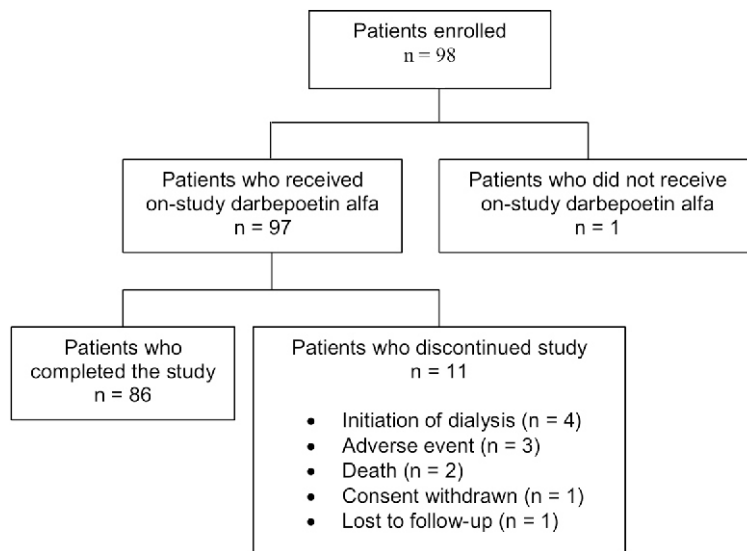 Patients enrolled
n = 98
Patients who received
on-study darbepoetin alfa
n = 97
Patients who did not receive
on-study darbepoetin alfa
n = 1
Patients who
completed the study
n = 86
Patients who discontinued study
n = 11
• Initiation of dialysis (n = 4)
• Adverse event (n = 3)
• Death (n = 2)
• Consent withdrawn (n = 1)
• Lost to follow-up (n = 1)